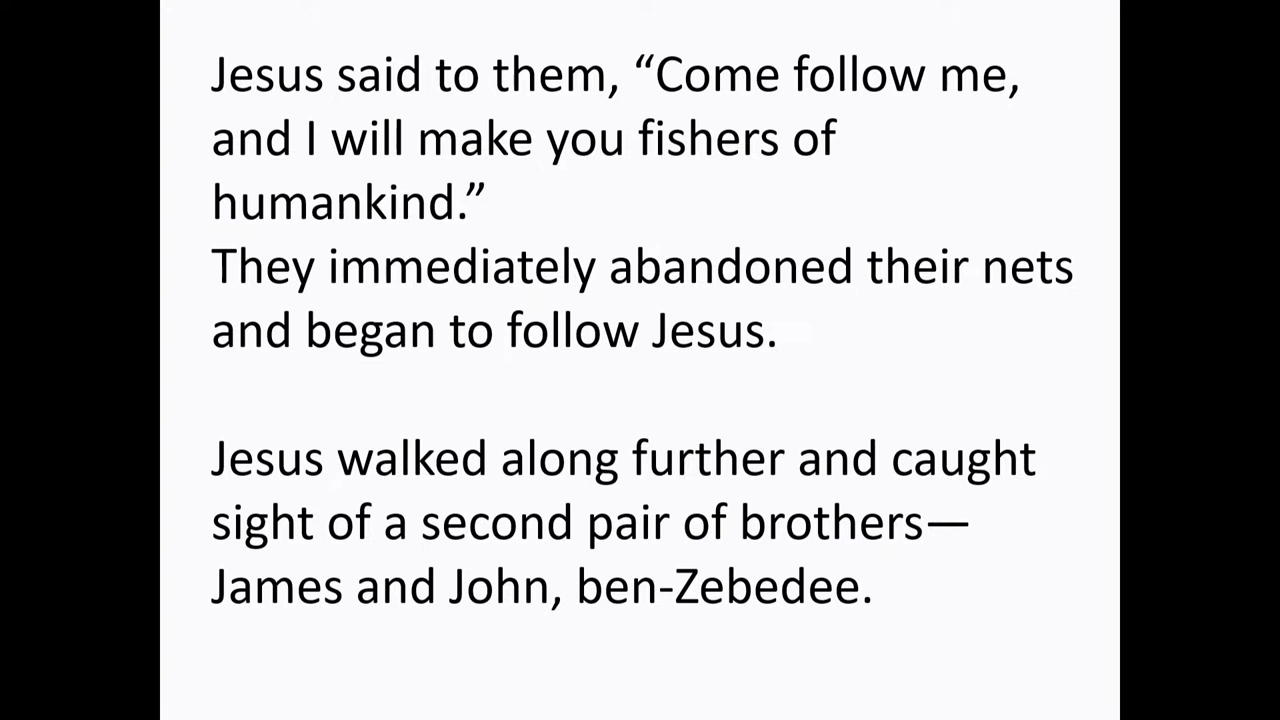 Jesus said to them, “Come follow me,
and I will make you fishers of
humankind.”
They immediately abandoned their nets
and began to follow Jesus.
Jesus walked along further and caught
sight of a second pair of brothers—
James and John, ben-Zebedee.